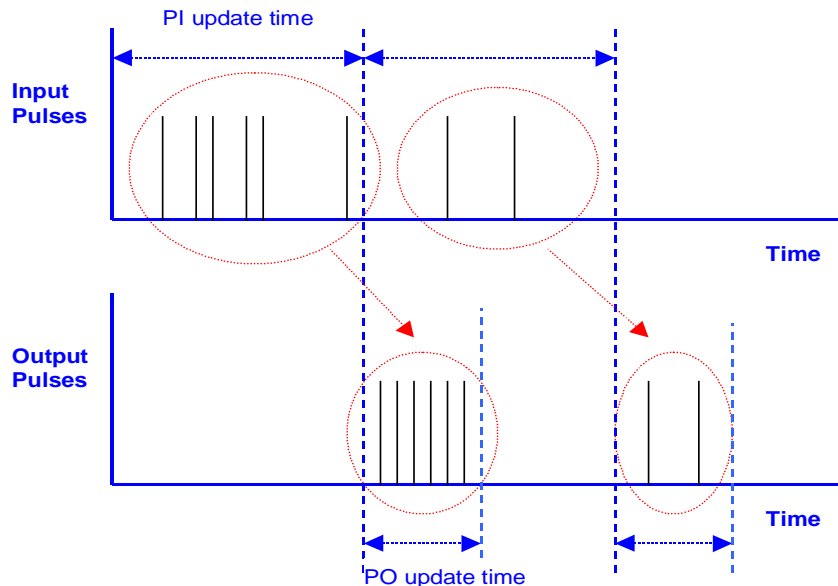 PI update time
Input
Pulses
Time
Output
Pulses
Time
PO update time